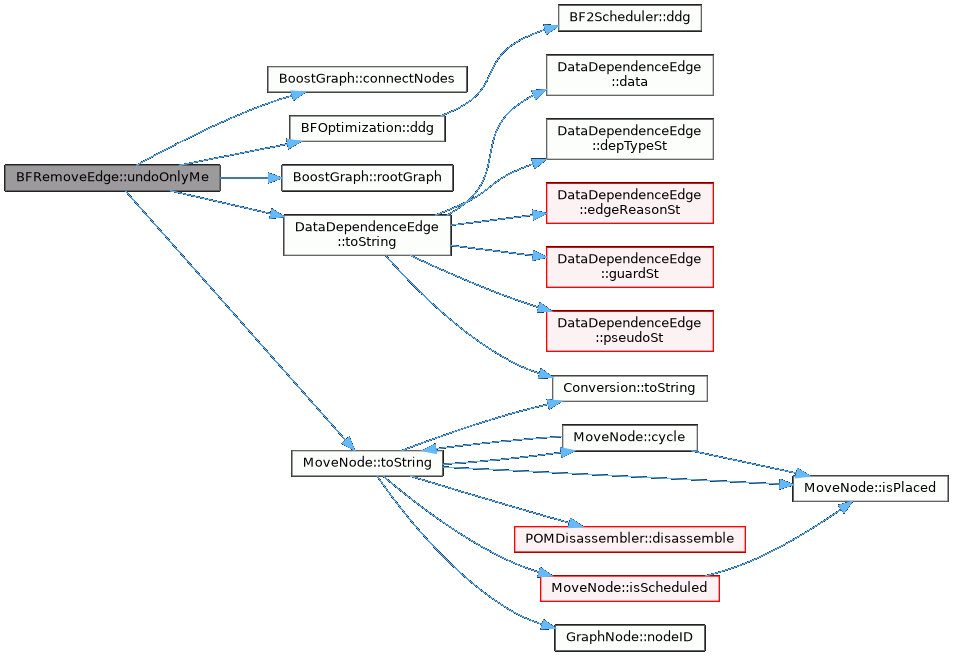 BF2Scheduler::ddg
DataDependenceEdge
::data
BoostGraph::connectNodes
BFOptimization::ddg
DataDependenceEdge
::depTypeSt
BFRemoveEdge::undoOnlyMe
BoostGraph::rootGraph
DataDependenceEdge
::edgeReasonSt
DataDependenceEdge
::toString
DataDependenceEdge
::guardSt
DataDependenceEdge
::pseudoSt
Conversion::toString
MoveNode::cycle
MoveNode::toString
MoveNode::isPlaced
POMDisassembler::disassemble
MoveNode::isScheduled
GraphNode::nodeID